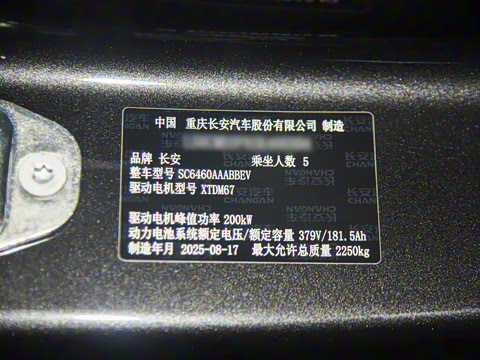 中国 重庆长安汽车股份有限公司 制造
品牌 长安 乘坐人数 5
整车型号 SC6460AAABBEV
驱动电机型号 XTDM67
驱动电机峰值功率 200kW
动力电池系统额定电压/额定容量 379V/181.5Ah
制造年月 2025-08-17 最大允许总质量 2250kg